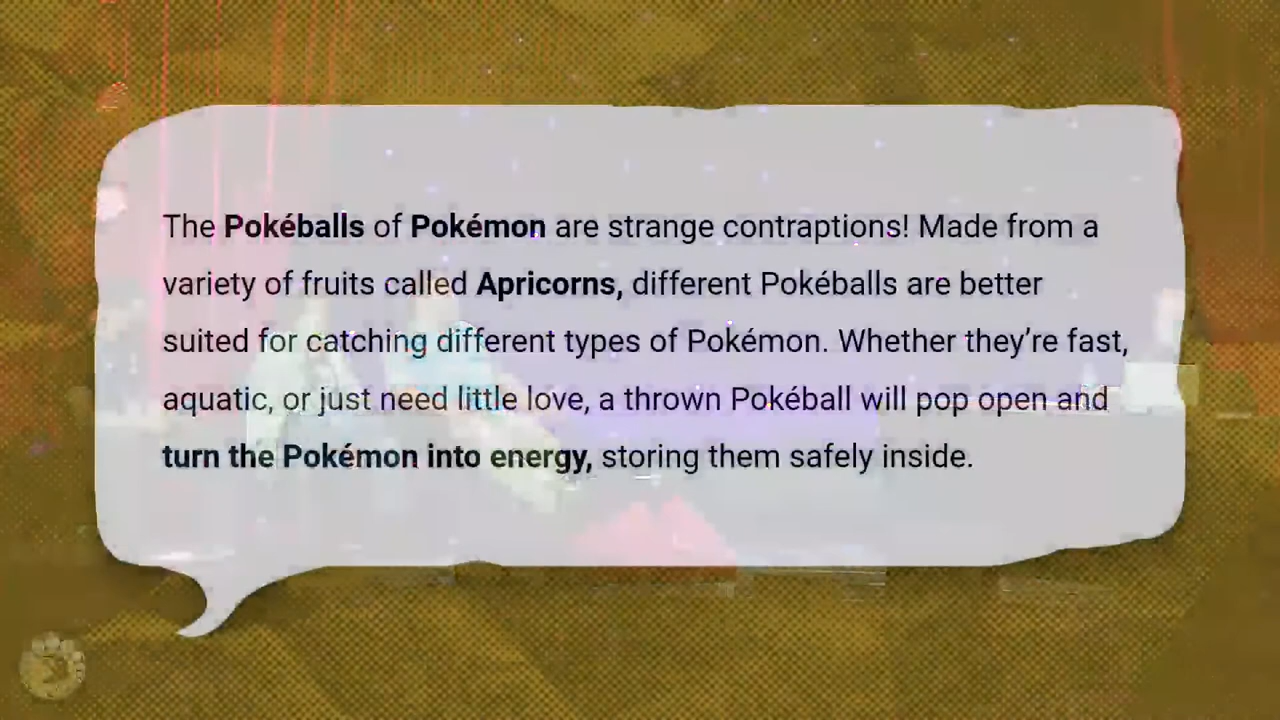 The Pokéballs of Pokémon are strange contraptions! Made from a
variety of fruits called Apricorns, different Pokéballs are better
suited for catching different types of Pokémon. Whether they’re fast,
aquatic, or just need little love, a thrown Pokéball will pop open and
turn the Pokémon into energy, storing them safely inside.